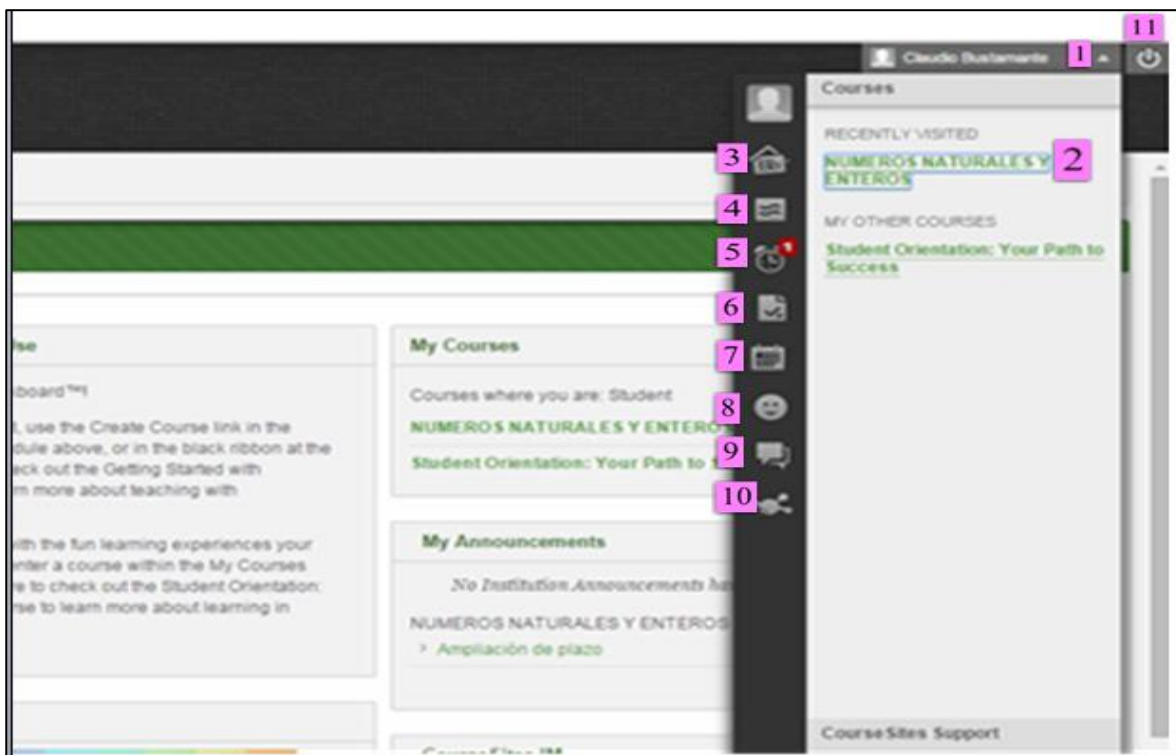 11
Claudio Bustamante
1
Courses
RECENTLY VISITED
NUMEROS NATURALES Y
ENTEROS
2
MY OTHER COURSES
Student Orientation: Your Path to
Success
3
4
5
1
6
7
8
9
10
Use
board™!
, use the Create Course link in the
dule above, or in the black ribbon at the
eck out the Getting Started with
rn more about teaching with
with the fun learning experiences your
enter a course within the My Courses
re to check out the Student Orientation:
rse to learn more about learning in
My Courses
Courses where you are: Student
NUMEROS NATURALES Y ENTERO
Student Orientation: Your Path to S
My Announcements
No Institution Announcements ha
NUMEROS NATURALES Y ENTEROS
> Ampliación de plazo
CourseSites Support